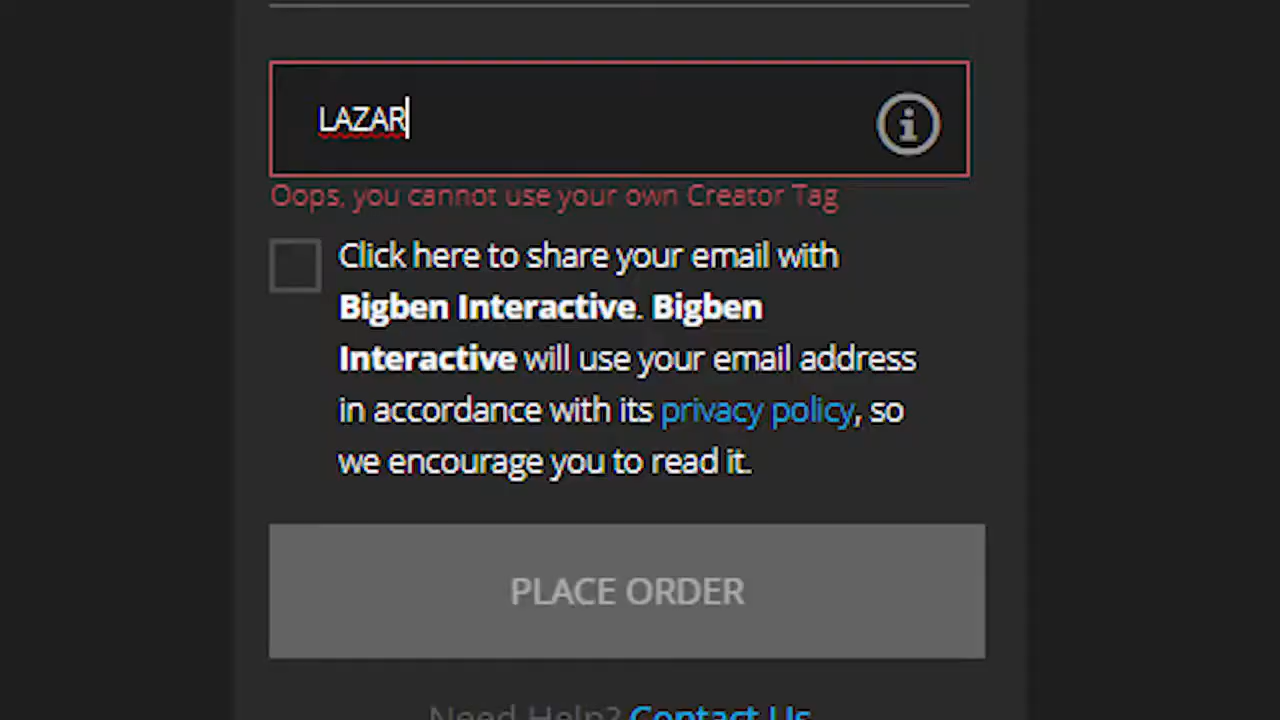 LAZAR
Oops, you cannot use your own Creator Tag
Click here to share your email with
Bigben Interactive. Bigben
Interactive will use your email address
in accordance with its privacy policy, so
we encourage you to read it.
PLACE ORDER
Need Help? Contact Us